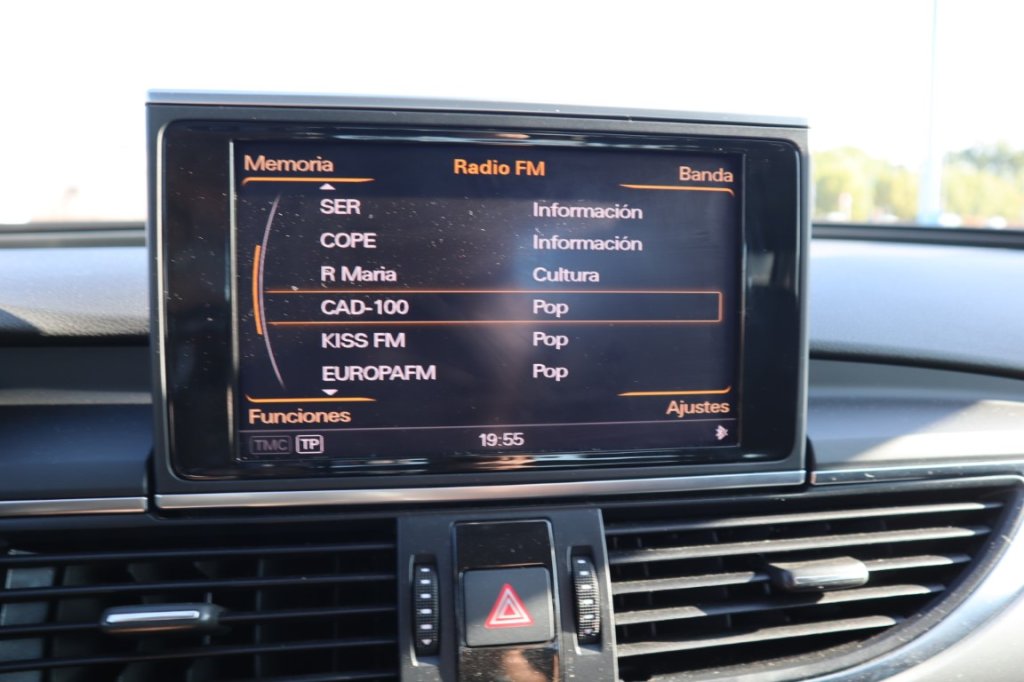 Memoria Radio FM Banda
SER Información
COPE Información
R Maria Cultura
CAD-100 Pop
KISS FM Pop
EUROPAFM Pop
Funciones Ajustes
TMC TP 19:55